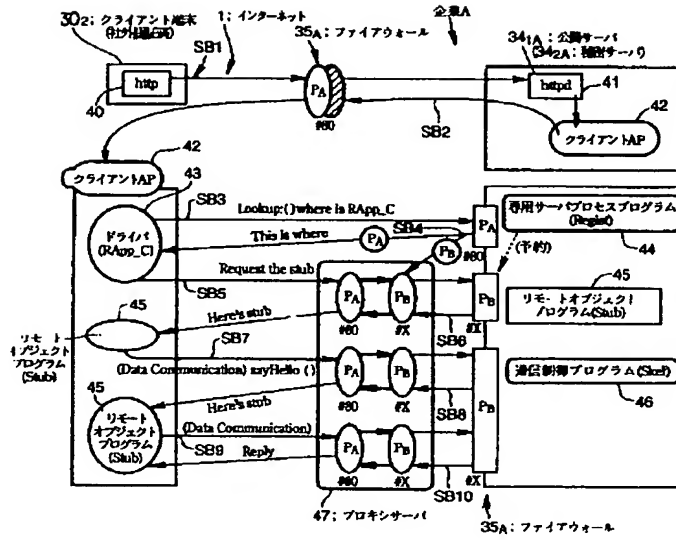 30₂; クライアント端末
(社外拠点)
1; インターネット
35A; ファイアウォール
企業A
34₁A; 公開サーバ
(34₂A; 秘密サーバ)
SB1
http
40
PA
#80
httpd
41
SB2
42
クライアントAP
42
クライアントAP
43
SB3
Lookup:( ) where is RApp_C
ドライバ
(RApp_C)
This is where
PA
SB4
PB
PA
#80
専用サーバプロセスプログラム
(Regist)
44
(予約)
Request the stub
SB5
PA
PB
PB
45
リモートオブジェクト
プログラム(Stub)
45
Here's stub
#80
#X
SB6
#X
リモート
オブジェクト
プログラム
(Stub)
SB7
(Data Communication) sayHello ( )
PA
PB
PB
通信制御プログラム(Skel)
46
Here's stub
#80
#X
SB8
45
リモート
オブジェクト
プログラム
(Stub)
(Data Communication)
SB9
Reply
PA
PB
#80
#X
SB10
#X
47; プロキシサーバ
35A; ファイアウォール